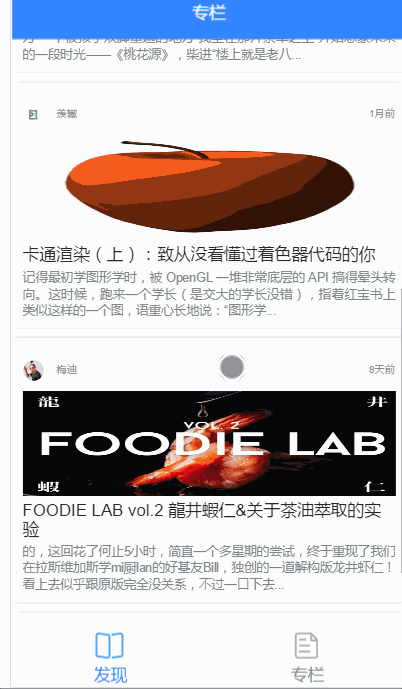 专栏
的一段时光——《桃花源》，柴进“楼上就是老八...
羡辙
1月前
卡通渲染（上）：致从没看懂过着色器代码的你
记得最初学图形学时，被 OpenGL 一堆非常底层的 API 搞得晕头转
向。这时候，跑来一个学长（是交大的学长没错），指着红宝书上
类似这样的一个图，语重心长地说：“图形学...
梅迪
8天前
龍 井
VOL. 2
FOODIE LAB
蝦 仁
FOODIE LAB vol.2 龍井蝦仁&关于茶油萃取的实
验
的，这回花了何止5小时，简直一个多星期的尝试，终于重现了我们
在拉斯维加斯学mi厨Ian的好基友Bill，独创的一道解构版龙井虾仁！
看上去似乎跟原版完全没关系，不过一口下去...
发现
专栏